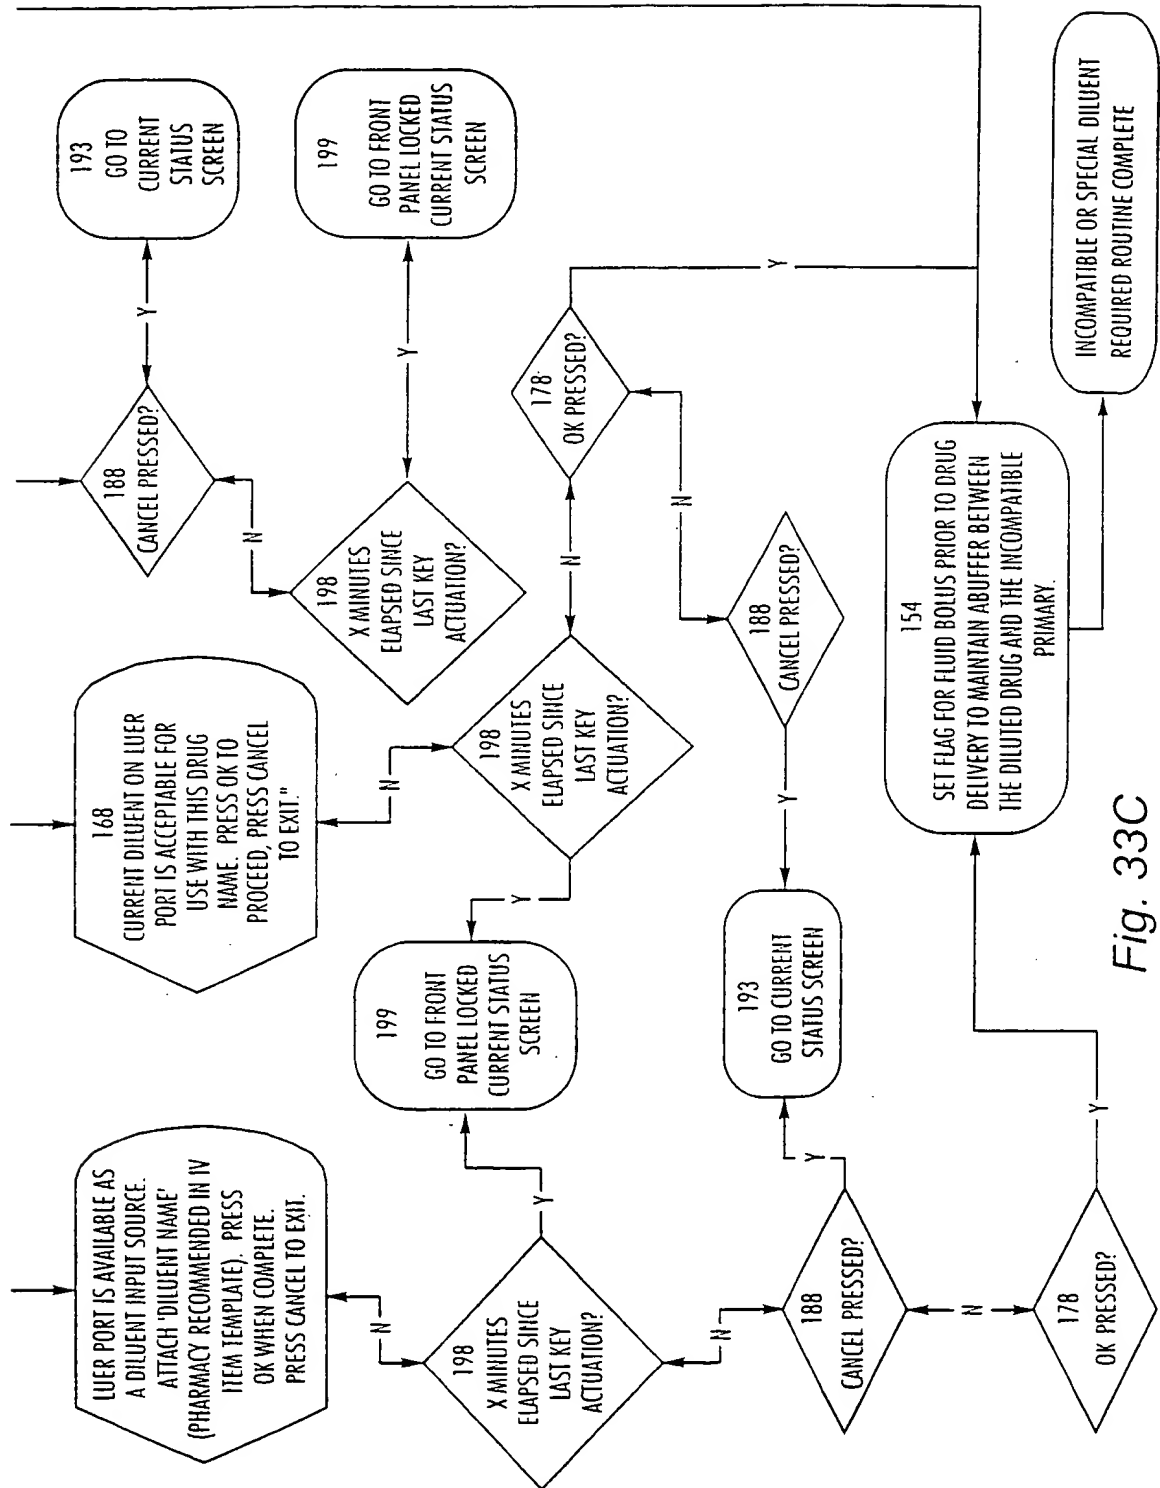 LUER PORT IS AVAILABLE AS
A DILUENT INPUT SOURCE.
ATTACH 'DILUENT NAME'
(PHARMACY RECOMMENDED IN IV
ITEM TEMPLATE). PRESS
OK WHEN COMPLETE.
PRESS CANCEL TO EXIT.
N
198
X MINUTES
ELAPSED SINCE
LAST KEY
ACTUATION?
Y
N
188
CANCEL PRESSED?
Y
N
178
OK PRESSED?
Y
168
CURRENT DILUENT ON LUER
PORT IS ACCEPTABLE FOR
USE WITH THIS DRUG
NAME. PRESS OK TO
PROCEED, PRESS CANCEL
TO EXIT."
N
199
GO TO FRONT
PANEL LOCKED
CURRENT STATUS
SCREEN
Y
198
X MINUTES
ELAPSED SINCE
LAST KEY
ACTUATION?
N
178
OK PRESSED?
Y
N
188
CANCEL PRESSED?
Y
193
GO TO CURRENT
STATUS SCREEN
188
CANCEL PRESSED?
Y
193
GO TO
CURRENT
STATUS
SCREEN
N
198
X MINUTES
ELAPSED SINCE
LAST KEY
ACTUATION?
Y
199
GO TO FRONT
PANEL LOCKED
CURRENT STATUS
SCREEN
154
SET FLAG FOR FLUID BOLUS PRIOR TO DRUG
DELIVERY TO MAINTAIN ABUFFER BETWEEN
THE DILUTED DRUG AND THE INCOMPATIBLE
PRIMARY.
INCOMPATIBLE OR SPECIAL DILUENT
REQUIRED ROUTINE COMPLETE
Fig. 33C